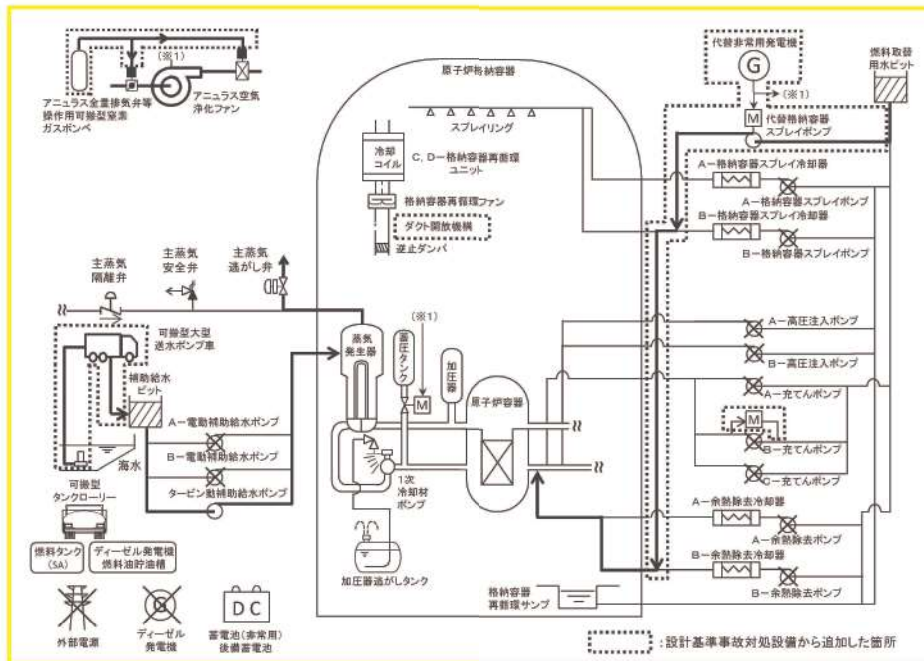 (※1)
アニュラス空気
浄化ファン
アニュラス全量排気弁等
操作用可搬型窒素
ガスボンベ
原子炉格納容器
代替非常用発電機
G
(※1)
M
代替格納容器
スプレイポンプ
燃料取替
用水ピット
スプレイリング
冷却
コイル
C, D-格納容器再循環
ユニット
格納容器再循環ファン
ダクト開放機構
逆止ダンパ
A-格納容器スプレイ冷却器
A-格納容器スプレイポンプ
B-格納容器スプレイ冷却器
B-格納容器スプレイポンプ
主蒸気
隔離弁
主蒸気
安全弁
主蒸気
逃がし弁
可搬型大型
送水ポンプ車
補助給水
ピット
海水
A-電動補助給水ポンプ
B-電動補助給水ポンプ
タービン動補助給水ポンプ
蒸気
発生器
蓄圧タンク
(※1)
M
加圧器
原子炉容器
1次
冷却材
ポンプ
加圧器逃がしタンク
A-高圧注入ポンプ
B-高圧注入ポンプ
A-充てんポンプ
M
B-充てんポンプ
C-充てんポンプ
A-余熱除去冷却器
A-余熱除去ポンプ
B-余熱除去冷却器
B-余熱除去ポンプ
格納容器
再循環サンプ
可搬型
タンクローリー
燃料タンク
(SA)
ディーゼル発電機
燃料油貯油槽
外部電源
ディーゼル
発電機
DC
蓄電池(非常用)
後備蓄電池
:設計基準事故対処設備から追加した箇所